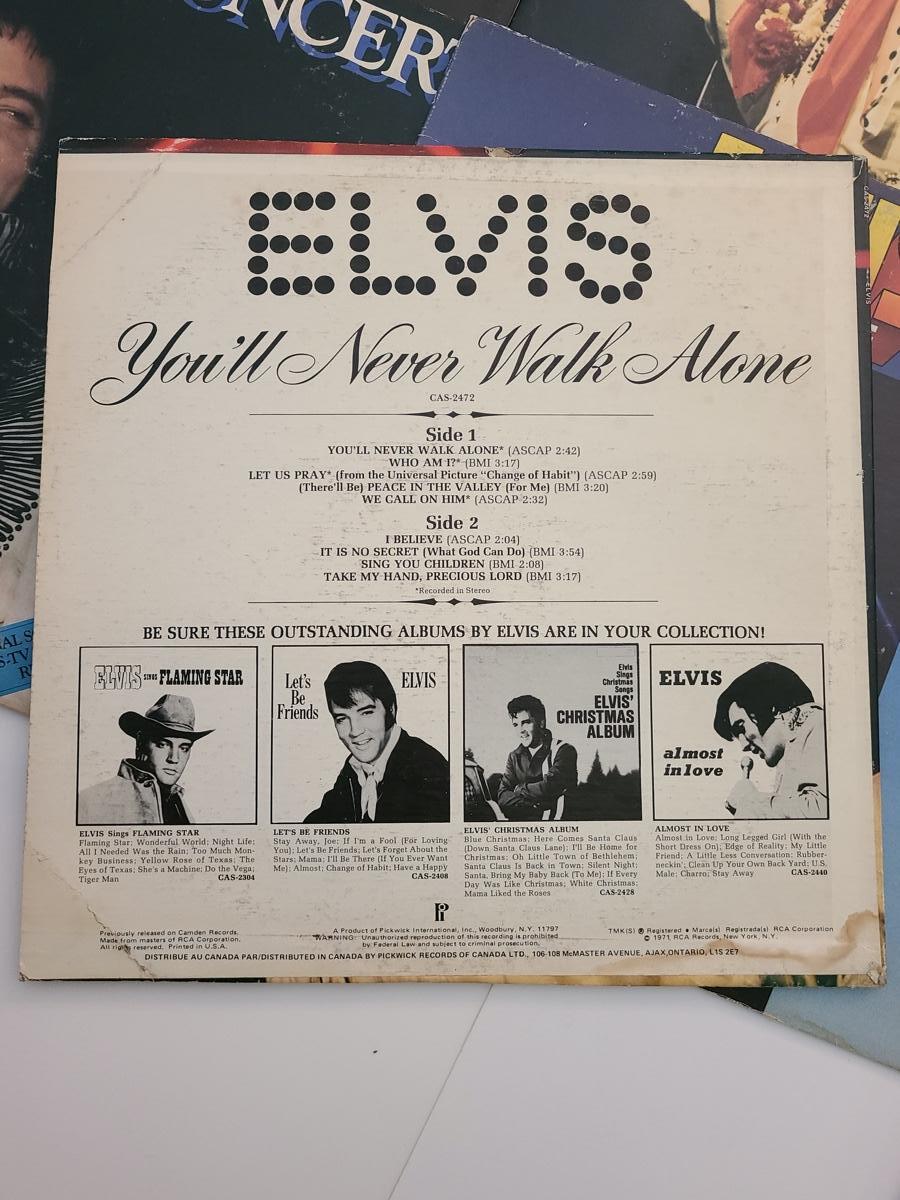 ONCERT
ELVIS
You'll Never Walk Alone
CAS-2472
Side 1
YOU'LL NEVER WALK ALONE* (ASCAP 2:42)
WHO AM I?* (BMI 3:17)
LET US PRAY* (from the Universal Picture "Change of Habit") (ASCAP 2:59)
(There'll Be) PEACE IN THE VALLEY (For Me) (BMI 3:20)
WE CALL ON HIM* (ASCAP 2:32)
Side 2
I BELIEVE (ASCAP 2:04)
IT IS NO SECRET (What God Can Do) (BMI 3:54)
SING YOU CHILDREN (BMI 2:08)
TAKE MY HAND, PRECIOUS LORD (BMI 3:17)
*Recorded in Stereo
BE SURE THESE OUTSTANDING ALBUMS BY ELVIS ARE IN YOUR COLLECTION!
ELVIS SINGS FLAMING STAR
Let's
Be
Friends
ELVIS
Elvis
Sings
Christmas
Songs
ELVIS'
CHRISTMAS
ALBUM
ELVIS
almost
in love
ELVIS Sings FLAMING STAR
Flaming Star; Wonderful World; Night Life;
All I Needed Was the Rain; Too Much Mon-
key Business; Yellow Rose of Texas; The
Eyes of Texas; She's a Machine; Do the Vega;
Tiger Man CAS-2304
LET'S BE FRIENDS
Stay Away, Joe; If I'm a Fool (For Loving
You); Let's Be Friends; Let's Forget About the
Stars; Mama; I'll Be There (If You Ever Want
Me); Almost; Change of Habit; Have a Happy
CAS-2408
ELVIS' CHRISTMAS ALBUM
Blue Christmas; Here Comes Santa Claus
(Down Santa Claus Lane); I'll Be Home for
Christmas; Oh Little Town of Bethlehem;
Santa Claus Is Back in Town; Silent Night;
Santa, Bring My Baby Back (To Me); If Every
Day Was Like Christmas; White Christmas;
Mama Liked the Roses CAS-2428
ALMOST IN LOVE
Almost in Love; Long Legged Girl (With the
Short Dress On); Edge of Reality; My Little
Friend; A Little Less Conversation; Rubber-
neckin'; Clean Up Your Own Back Yard; U.S.
Male; Charro; Stay Away CAS-2440
Previously released on Camden Records.
Made from masters of RCA Corporation.
All rights reserved. Printed in U.S.A.
A Product of Pickwick International, Inc., Woodbury, N.Y. 11797
WARNING: Unauthorized reproduction of this recording is prohibited
by Federal Law and subject to criminal prosecution.
TMK(S) ® Registered • Marca(s) Registrada(s) RCA Corporation
© 1971, RCA Records, New York, N.Y.
DISTRIBUE AU CANADA PAR/DISTRIBUTED IN CANADA BY PICKWICK RECORDS OF CANADA LTD., 106-108 McMASTER AVENUE, AJAX, ONTARIO, L1S 2E7
CAS-2472
ELVIS